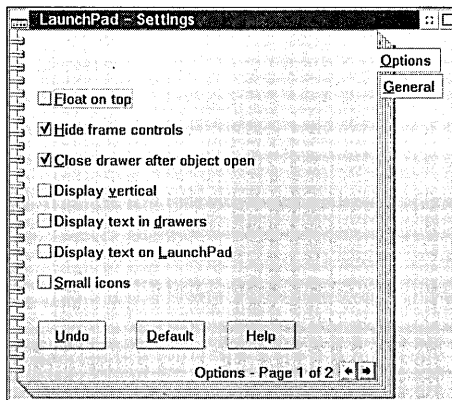 LaunchPad - Settings
Options
General
Float on top
Hide frame controls
Close drawer after object open
Display vertical
Display text in drawers
Display text on LaunchPad
Small icons
Undo Default Help
Options - Page 1 of 2